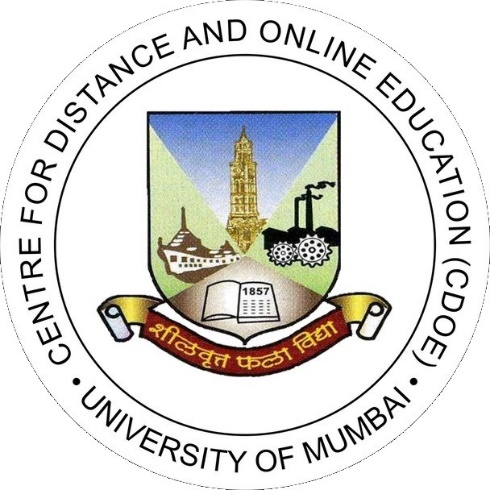 • CENTRE FOR DISTANCE AND ONLINE EDUCATION (CDOE) •
1857
शीलवृत्त फला विद्या
UNIVERSITY OF MUMBAI